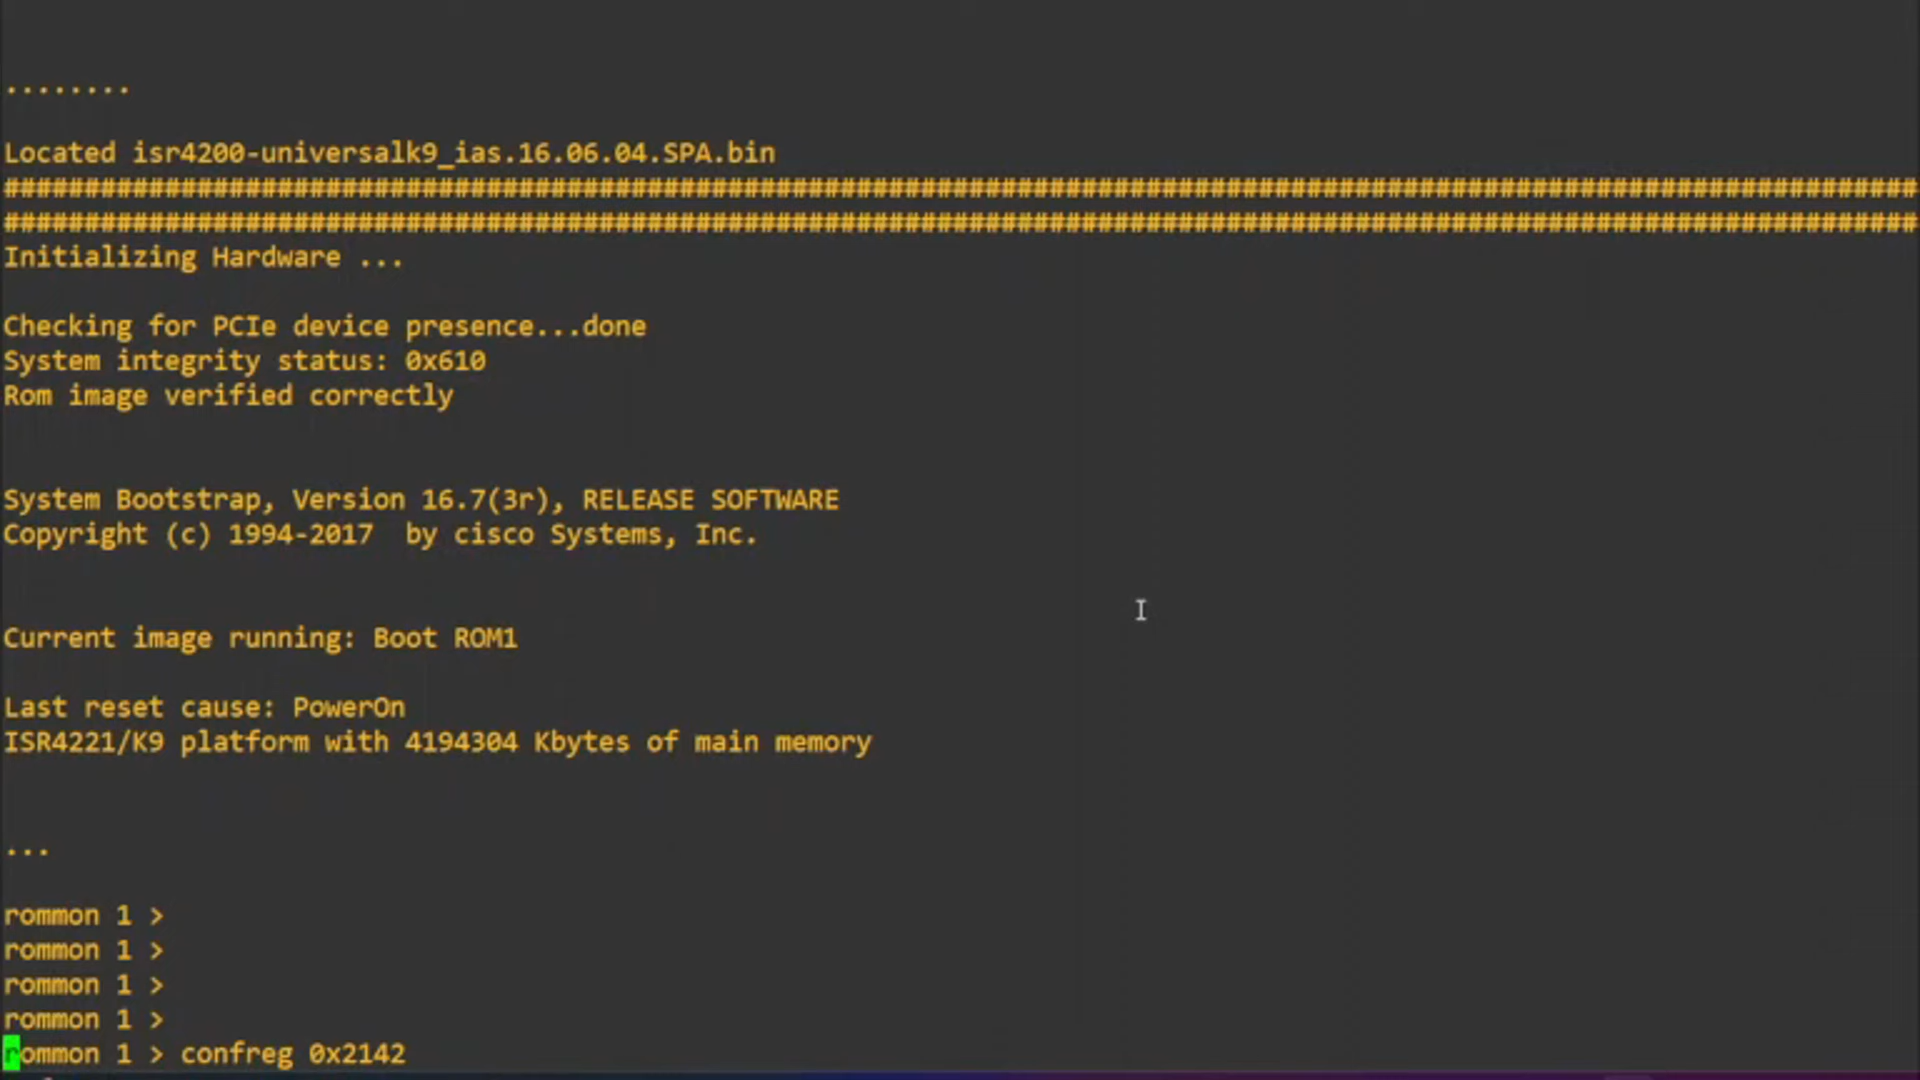 ........
Located isr4200-universalk9_ias.16.06.04.SPA.bin
#######################################################################################################################
#######################################################################################################################
Initializing Hardware ...
Checking for PCIe device presence...done
System integrity status: 0x610
Rom image verified correctly
System Bootstrap, Version 16.7(3r), RELEASE SOFTWARE
Copyright (c) 1994-2017  by cisco Systems, Inc.
Current image running: Boot ROM1
Last reset cause: PowerOn
ISR4221/K9 platform with 4194304 Kbytes of main memory
...
rommon 1 >
rommon 1 >
rommon 1 >
rommon 1 >
rommon 1 > confreg 0x2142